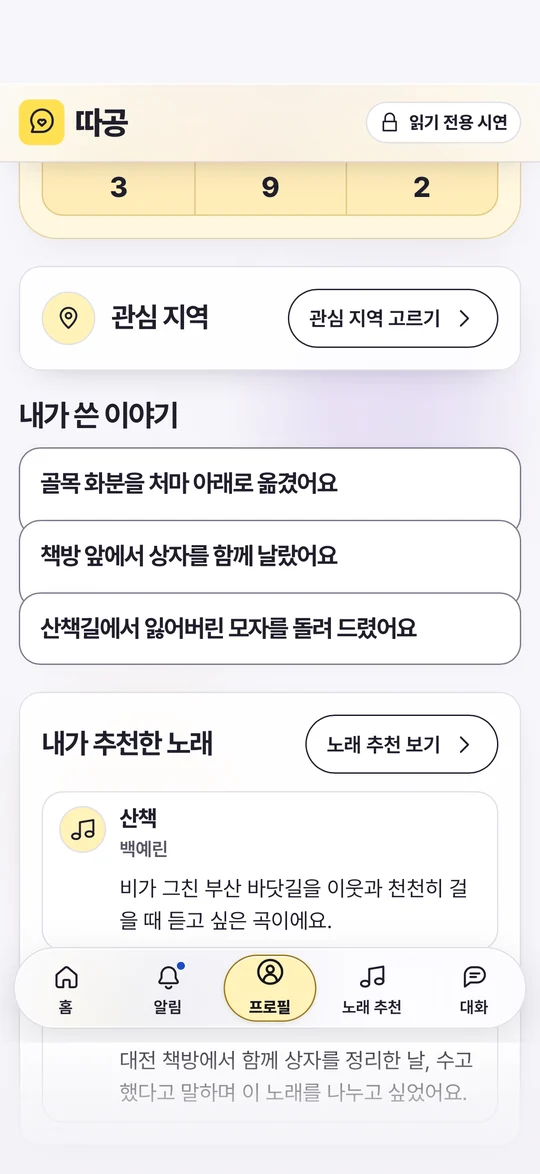 따공
읽기 전용 시연
3 9 2
관심 지역
관심 지역 고르기
내가 쓴 이야기
골목 화분을 처마 아래로 옮겼어요
책방 앞에서 상자를 함께 날랐어요
산책길에서 잃어버린 모자를 돌려 드렸어요
내가 추천한 노래
노래 추천 보기
산책
백예린
비가 그친 부산 바닷길을 이웃과 천천히 걸
을 때 듣고 싶은 곡이에요.
홈 알림 프로필 노래 추천 대화
대전 책방에서 함께 상자를 정리한 날, 수고
했다고 말하며 이 노래를 나누고 싶었어요.